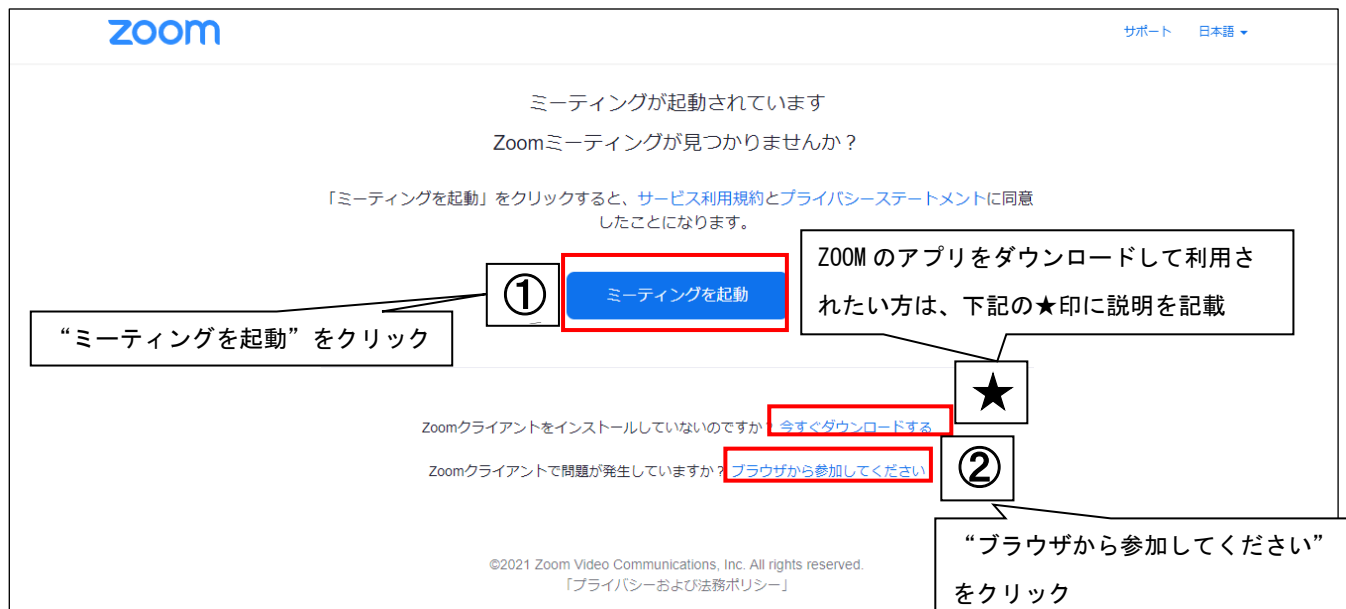 zoom
サポート 日本語
ミーティングが起動されています
Zoomミーティングが見つかりませんか？
「ミーティングを起動」をクリックすると、サービス利用規約とプライバシーステートメントに同意
したことになります。
ZOOM のアプリをダウンロードして利用さ
れたい方は、下記の★印に説明を記載
①
ミーティングを起動
“ミーティングを起動”をクリック
★
Zoomクライアントをインストールしていないのですか？今すぐダウンロードする
Zoomクライアントで問題が発生していますか？ブラウザから参加してください
②
“ブラウザから参加してください”
をクリック
©2021 Zoom Video Communications, Inc. All rights reserved.
「プライバシーおよび法務ポリシー」